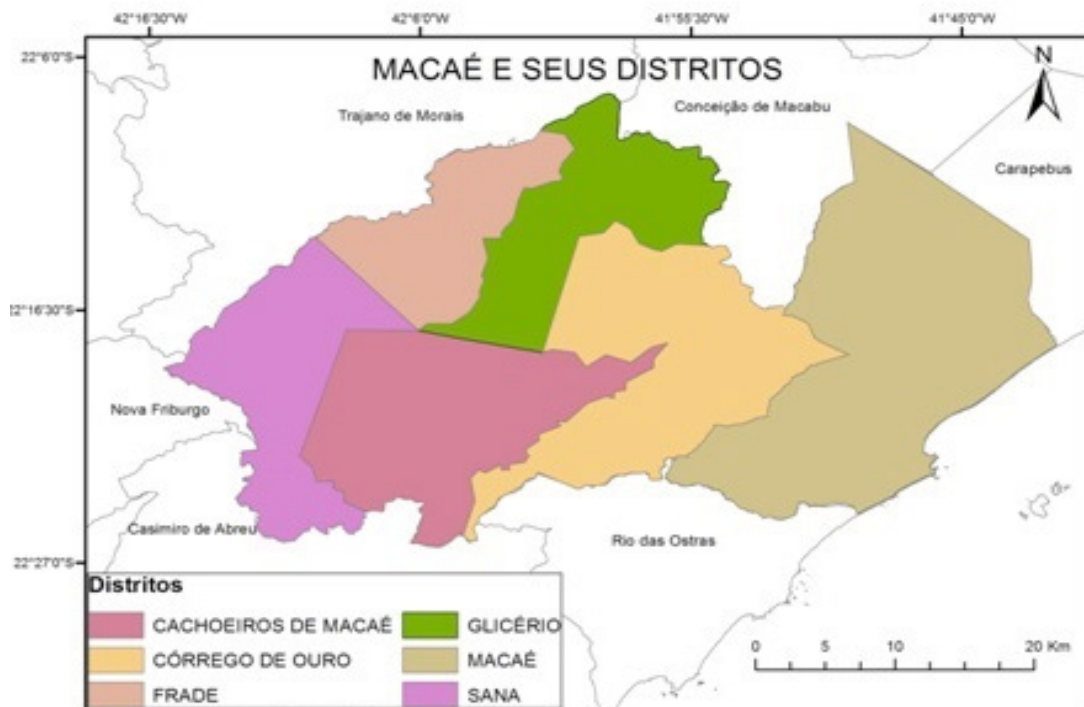 42°16'30"W 42°6'0"W 41°55'30"W 41°45'0"W
22°6'0"S
MACAÉ E SEUS DISTRITOS
N
Trajano de Morais
Conceição de Macabu
Carapebus
22°16'30"S
Nova Friburgo
Casimiro de Abreu
Rio das Ostras
22°27'0"S
Distritos
CACHOEIROS DE MACAÉ
GLICÉRIO
CÓRREGO DE OURO
MACAÉ
FRADE
SANA
0 5 10 20 Km